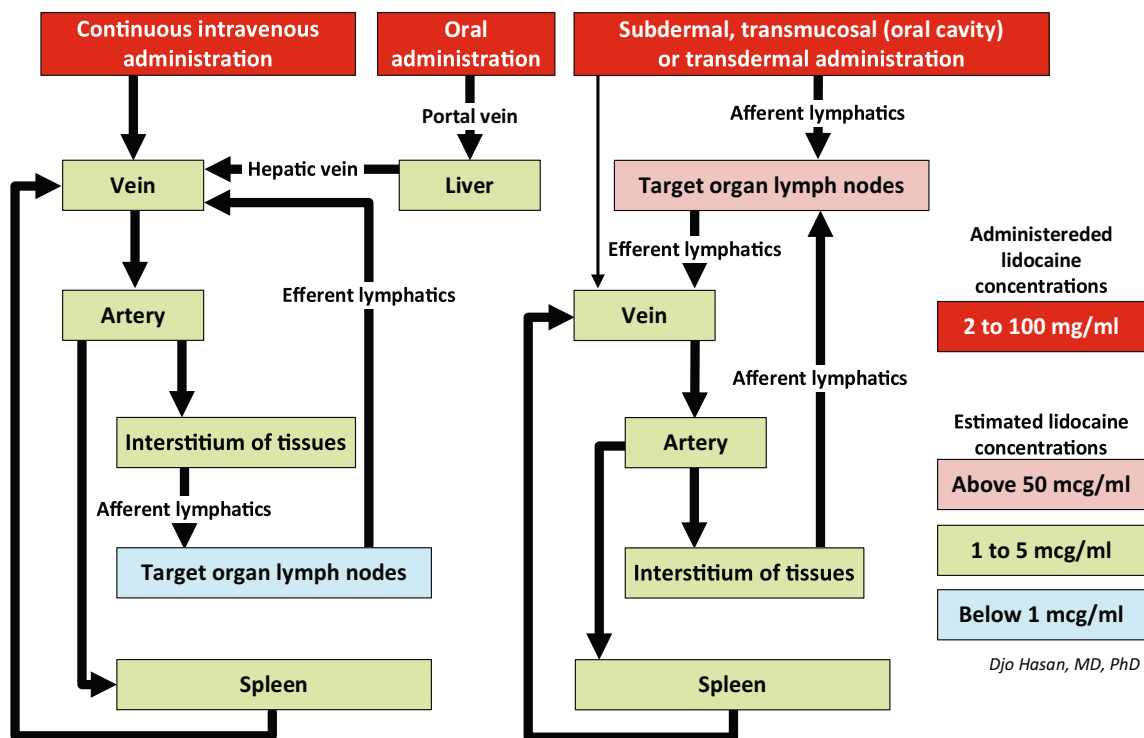 Continuous intravenous
administration
Oral
administration
Subdermal, transmucosal (oral cavity)
or transdermal administration
Portal vein
Afferent lymphatics
Hepatic vein
Vein
Liver
Target organ lymph nodes
Efferent lymphatics
Efferent lymphatics
Artery
Vein
Afferent lymphatics
Interstitium of tissues
Artery
Afferent lymphatics
Target organ lymph nodes
Interstitium of tissues
Spleen
Spleen
Administereded
lidocaine
concentrations
2 to 100 mg/ml
Estimated lidocaine
concentrations
Above 50 mcg/ml
1 to 5 mcg/ml
Below 1 mcg/ml
Djo Hasan, MD, PhD